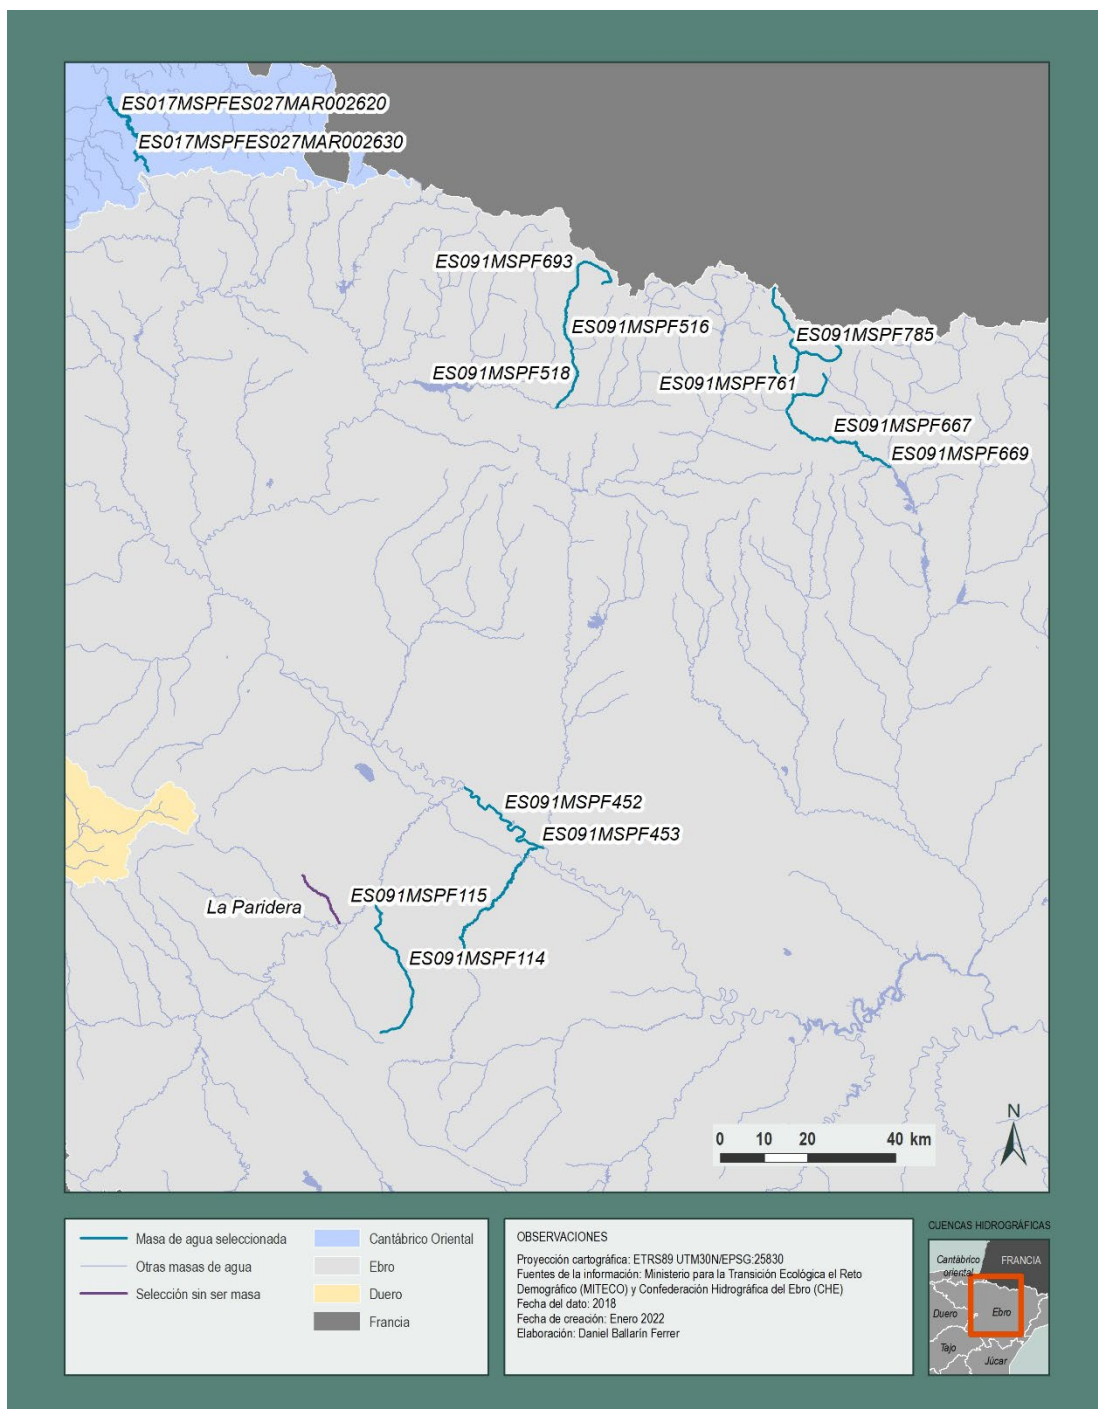 ES017MSPFES027MAR002620
ES017MSPFES027MAR002630
ES091MSPF693
ES091MSPF516
ES091MSPF785
ES091MSPF518
ES091MSPF761
ES091MSPF667
ES091MSPF669
ES091MSPF452
ES091MSPF453
ES091MSPF115
La Paridera
ES091MSPF114
N
0 10 20 40 km
Masa de agua seleccionada
Otras masas de agua
Selección sin ser masa
Cantábrico Oriental
Ebro
Duero
Francia
OBSERVACIONES
Proyección cartográfica: ETRS89 UTM30N/EPSG:25830
Fuentes de la información: Ministerio para la Transición Ecológica el Reto
Demográfico (MITECO) y Confederación Hidrográfica del Ebro (CHE)
Fecha del dato: 2018
Fecha de creación: Enero 2022
Elaboración: Daniel Ballarín Ferrer
CUENCAS HIDROGRÁFICAS
Cantábrico
oriental
FRANCIA
Duero
Ebro
Tajo
Júcar